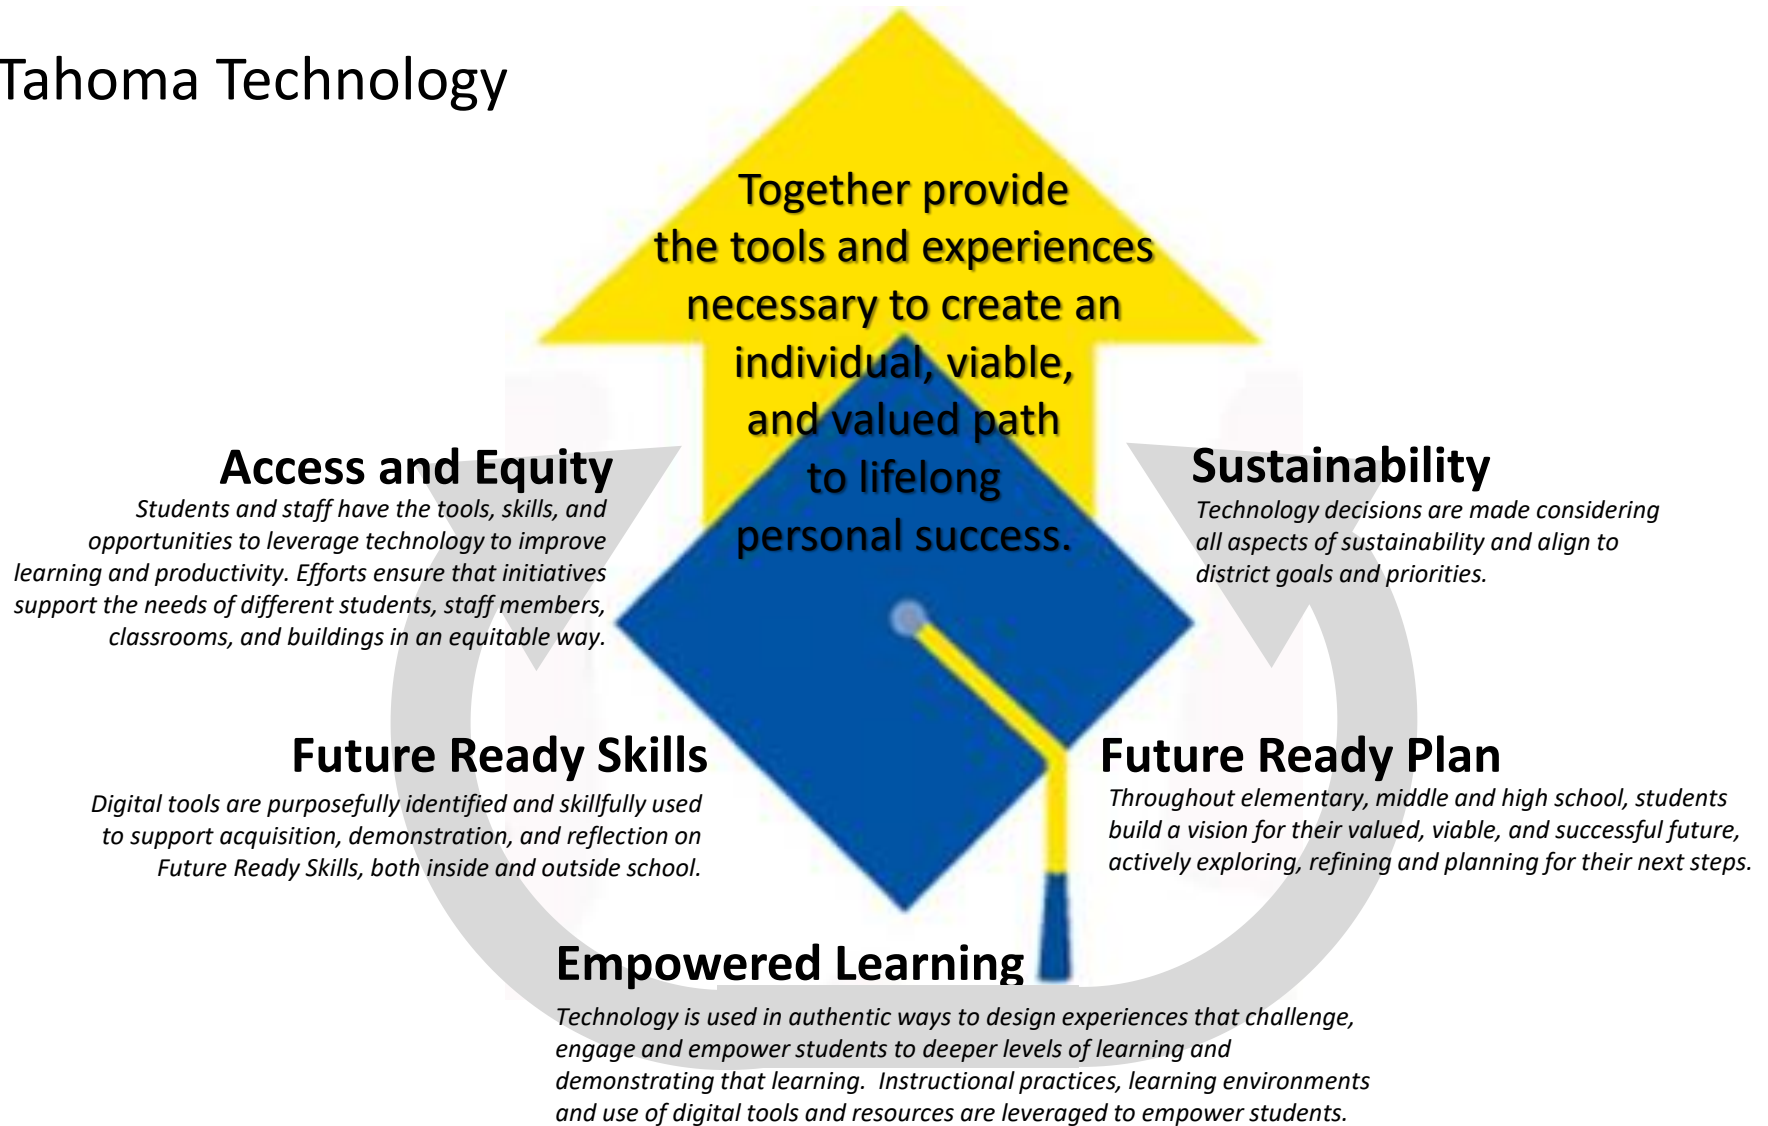 Tahoma Technology
Together provide
the tools and experiences
necessary to create an
individual, viable,
and valued path
to lifelong
personal success.
Access and Equity
Students and staff have the tools, skills, and
opportunities to leverage technology to improve
learning and productivity. Efforts ensure that initiatives
support the needs of different students, staff members,
classrooms, and buildings in an equitable way.
Sustainability
Technology decisions are made considering
all aspects of sustainability and align to
district goals and priorities.
Future Ready Skills
Digital tools are purposefully identified and skillfully used
to support acquisition, demonstration, and reflection on
Future Ready Skills, both inside and outside school.
Future Ready Plan
Throughout elementary, middle and high school, students
build a vision for their valued, viable, and successful future,
actively exploring, refining and planning for their next steps.
Empowered Learning
Technology is used in authentic ways to design experiences that challenge,
engage and empower students to deeper levels of learning and
demonstrating that learning.  Instructional practices, learning environments
and use of digital tools and resources are leveraged to empower students.